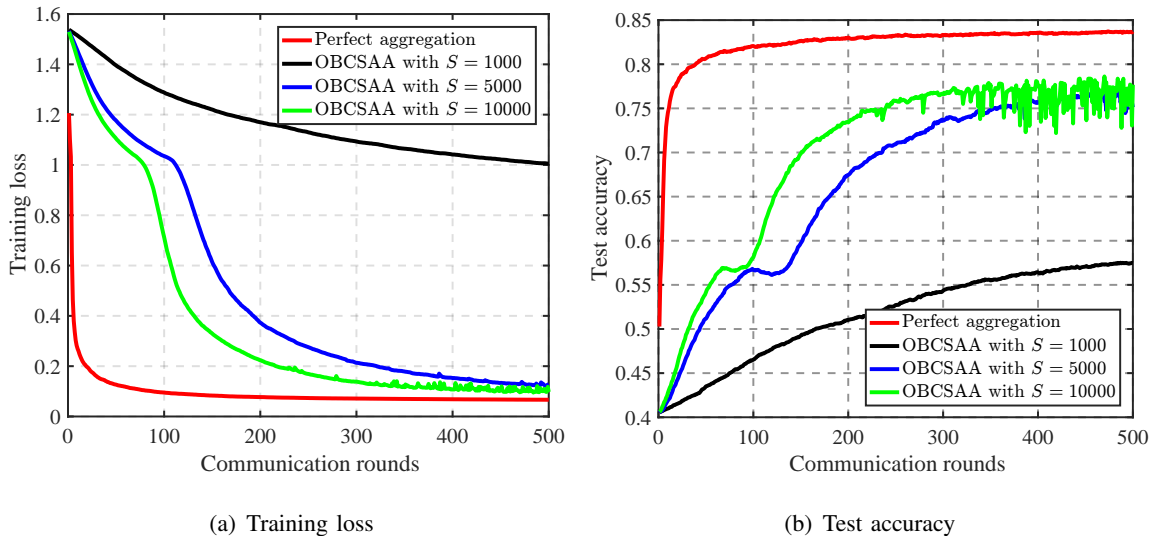 1.6
1.4
1.2
1
0.8
0.6
0.4
0.2
0
0 100 200 300 400 500
Training loss
Communication rounds
Perfect aggregation
OBCSAA with S = 1000
OBCSAA with S = 5000
OBCSAA with S = 10000
(a) Training loss
0.85
0.8
0.75
0.7
0.65
0.6
0.55
0.5
0.45
0.4
0 100 200 300 400 500
Test accuracy
Communication rounds
Perfect aggregation
OBCSAA with S = 1000
OBCSAA with S = 5000
OBCSAA with S = 10000
(b) Test accuracy